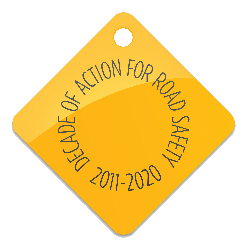 DECADE OF ACTION FOR ROAD SAFETY
2011-2020